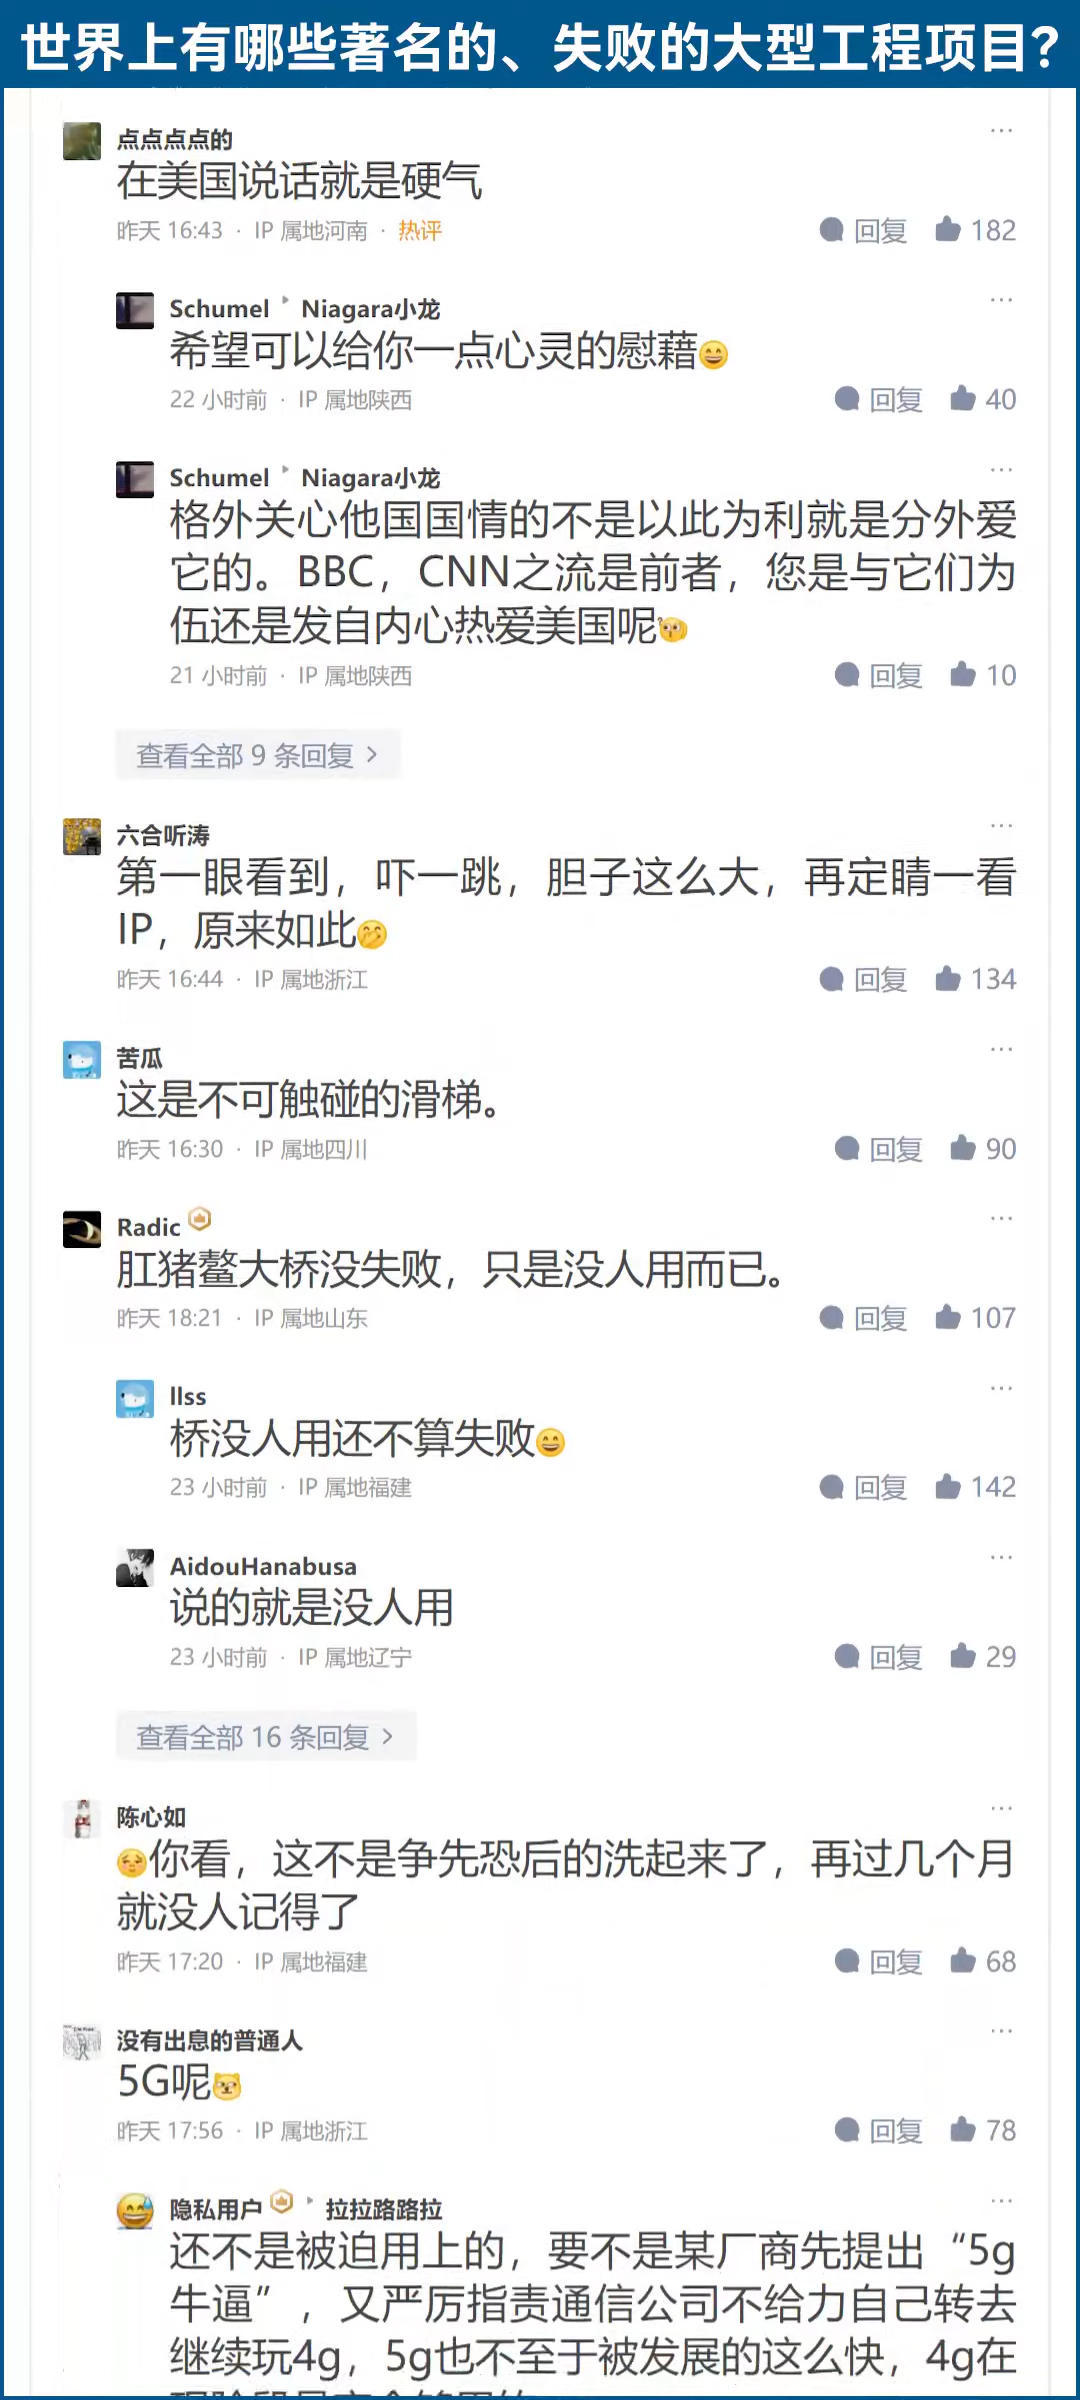 世界上有哪些著名的、失败的大型工程项目?
点点点点的
在美国说话就是硬气
昨天 16:43 · IP 属地河南 · 热评
回复 182
Schumel Niagara小龙
希望可以给你一点心灵的慰藉😄
22 小时前 · IP 属地陕西
回复 40
Schumel Niagara小龙
格外关心他国国情的不是以此为利就是分外爱
它的。BBC，CNN之流是前者，您是与它们为
伍还是发自内心热爱美国呢
21 小时前 · IP 属地陕西
回复 10
查看全部 9 条回复 >
六合听涛
第一眼看到，吓一跳，胆子这么大，再定睛一看
IP，原来如此🤭
昨天 16:44 · IP 属地浙江
回复 134
苦瓜
这是不可触碰的滑梯。
昨天 16:30 · IP 属地四川
回复 90
Radic
肛猪鳌大桥没失败，只是没人用而已。
昨天 18:21 · IP 属地山东
回复 107
llss
桥没人用还不算失败😄
23 小时前 · IP 属地福建
回复 142
AidouHanabusa
说的就是没人用
23 小时前 · IP 属地辽宁
回复 29
查看全部 16 条回复 >
陈心如
你看，这不是争先恐后的洗起来了，再过几个月
就没人记得了
昨天 17:20 · IP 属地福建
回复 68
没有出息的普通人
5G呢
昨天 17:56 · IP 属地浙江
回复 78
隐私用户 拉拉路路拉
还不是被迫用上的，要不是某厂商先提出“5g
牛逼”，又严厉指责通信公司不给力自己转去
继续玩4g，5g也不至于被发展的这么快，4g在